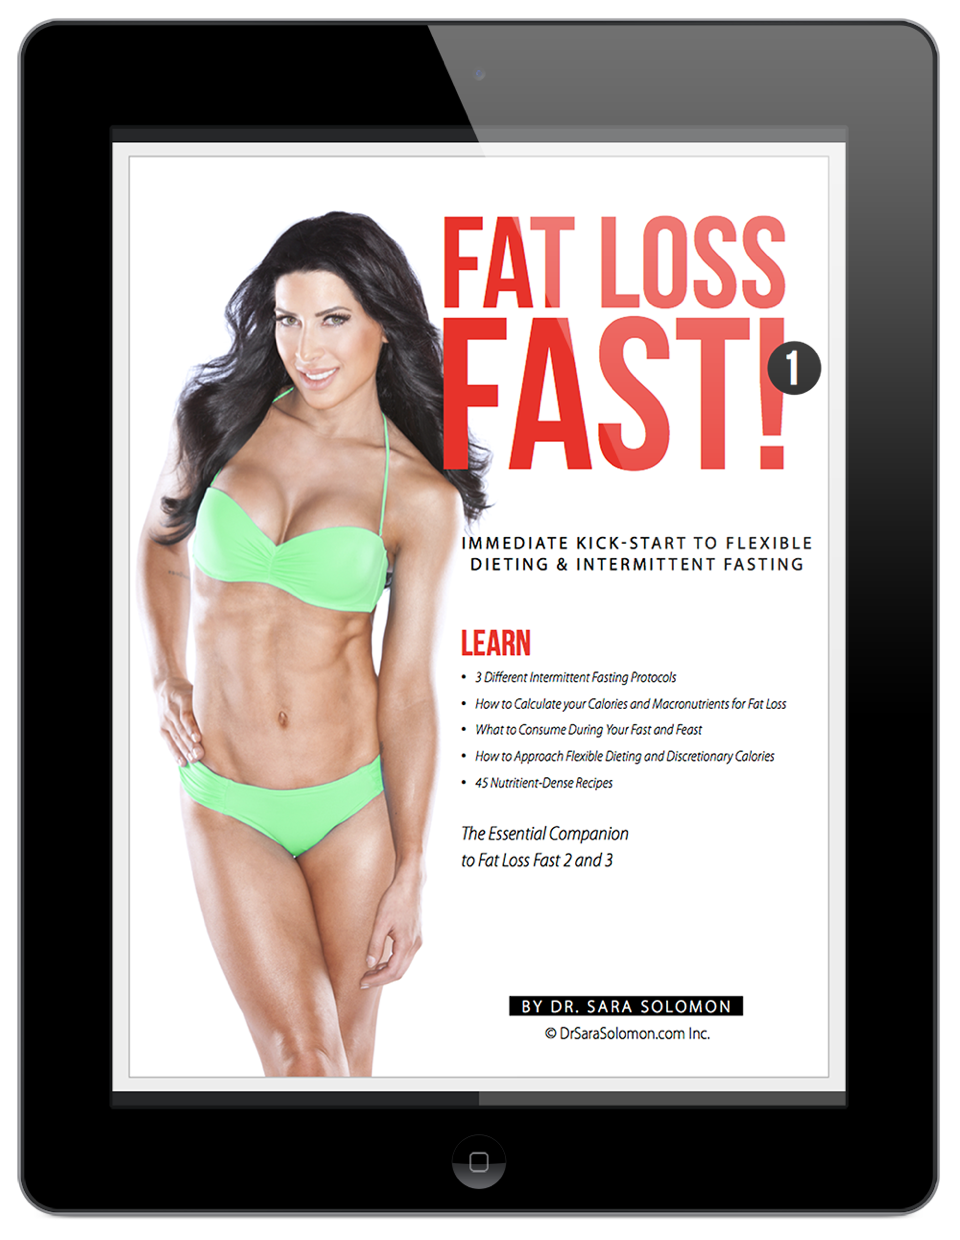 FAT LOSS
FAST!
1
IMMEDIATE KICK-START TO FLEXIBLE
DIETING & INTERMITTENT FASTING
LEARN
• 3 Different Intermittent Fasting Protocols
• How to Calculate your Calories and Macronutrients for Fat Loss
• What to Consume During Your Fast and Feast
• How to Approach Flexible Dieting and Discretionary Calories
• 45 Nutritient-Dense Recipes
The Essential Companion
to Fat Loss Fast 2 and 3
BY DR. SARA SOLOMON
© DrSaraSolomon.com Inc.